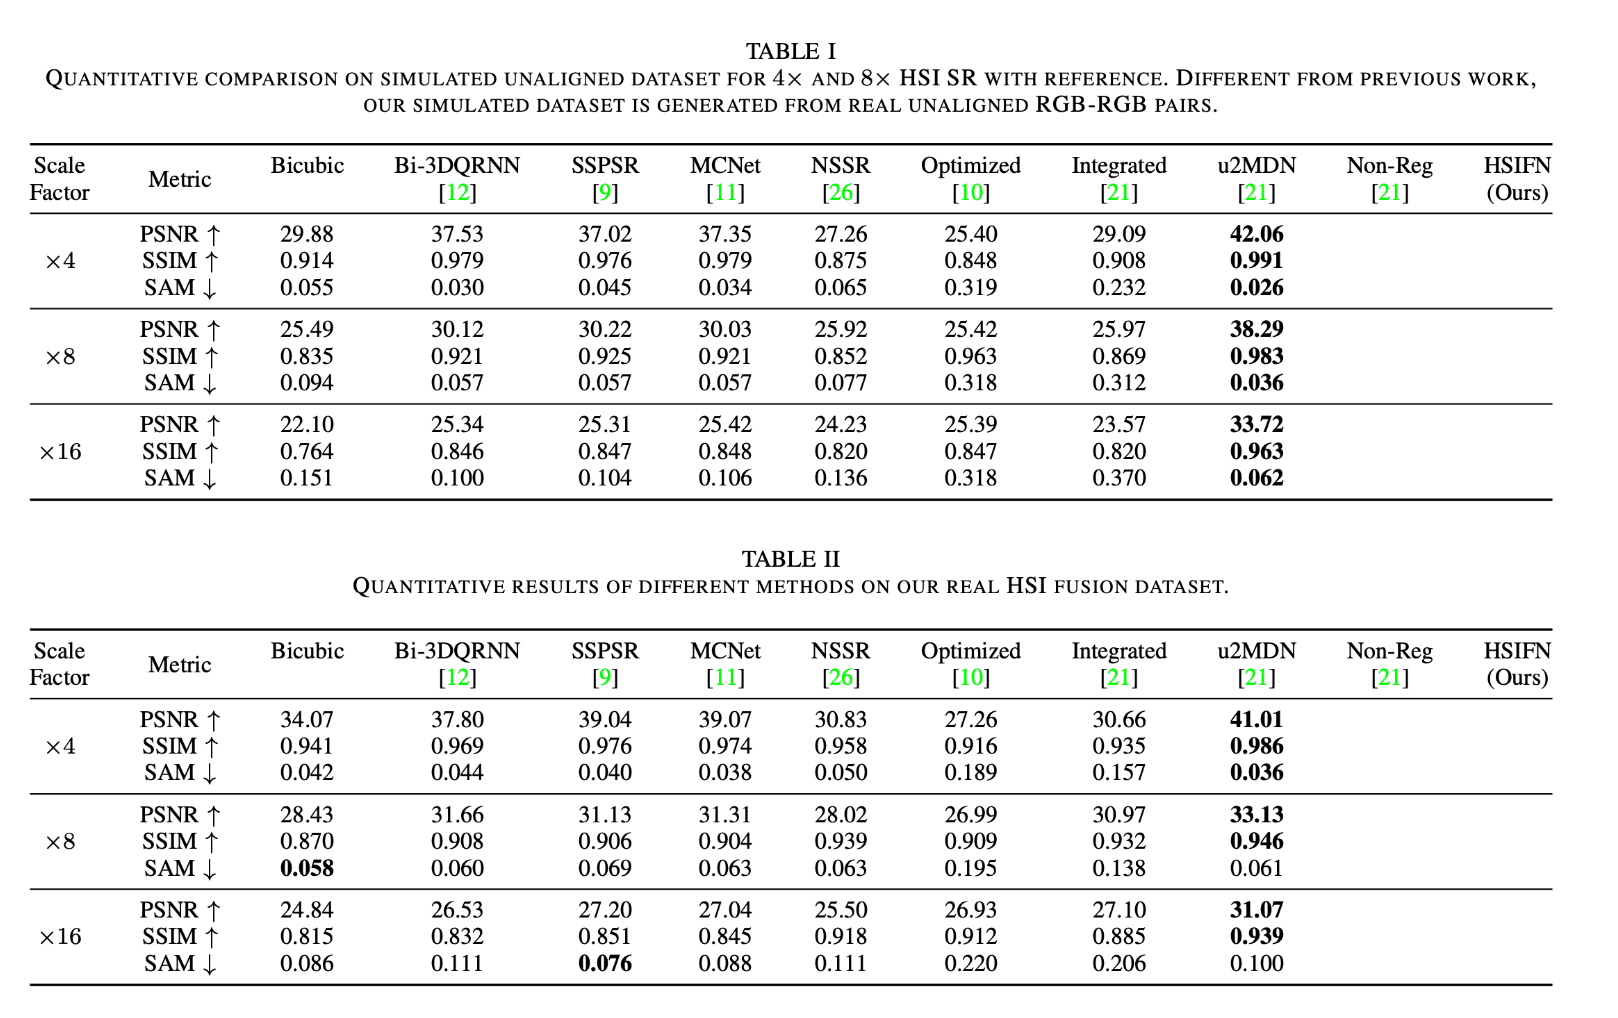 TABLE I
QUANTITATIVE COMPARISON ON SIMULATED UNALIGNED DATASET FOR 4× AND 8× HSI SR WITH REFERENCE. DIFFERENT FROM PREVIOUS WORK,
OUR SIMULATED DATASET IS GENERATED FROM REAL UNALIGNED RGB-RGB PAIRS.
Scale Factor Metric Bicubic Bi-3DQRNN [12] SSPSR [9] MCNet [11] NSSR [26] Optimized [10] Integrated [21] u2MDN [21] Non-Reg [21] HSIFN (Ours)
PSNR ↑ 29.88 37.53 37.02 37.35 27.26 25.40 29.09 42.06
×4 SSIM ↑ 0.914 0.979 0.976 0.979 0.875 0.848 0.908 0.991
SAM ↓ 0.055 0.030 0.045 0.034 0.065 0.319 0.232 0.026
PSNR ↑ 25.49 30.12 30.22 30.03 25.92 25.42 25.97 38.29
×8 SSIM ↑ 0.835 0.921 0.925 0.921 0.852 0.963 0.869 0.983
SAM ↓ 0.094 0.057 0.057 0.057 0.077 0.318 0.312 0.036
PSNR ↑ 22.10 25.34 25.31 25.42 24.23 25.39 23.57 33.72
×16 SSIM ↑ 0.764 0.846 0.847 0.848 0.820 0.847 0.820 0.963
SAM ↓ 0.151 0.100 0.104 0.106 0.136 0.318 0.370 0.062
TABLE II
QUANTITATIVE RESULTS OF DIFFERENT METHODS ON OUR REAL HSI FUSION DATASET.
Scale Factor Metric Bicubic Bi-3DQRNN [12] SSPSR [9] MCNet [11] NSSR [26] Optimized [10] Integrated [21] u2MDN [21] Non-Reg [21] HSIFN (Ours)
PSNR ↑ 34.07 37.80 39.04 39.07 30.83 27.26 30.66 41.01
×4 SSIM ↑ 0.941 0.969 0.976 0.974 0.958 0.916 0.935 0.986
SAM ↓ 0.042 0.044 0.040 0.038 0.050 0.189 0.157 0.036
PSNR ↑ 28.43 31.66 31.13 31.31 28.02 26.99 30.97 33.13
×8 SSIM ↑ 0.870 0.908 0.906 0.904 0.939 0.909 0.932 0.946
SAM ↓ 0.058 0.060 0.069 0.063 0.063 0.195 0.138 0.061
PSNR ↑ 24.84 26.53 27.20 27.04 25.50 26.93 27.10 31.07
×16 SSIM ↑ 0.815 0.832 0.851 0.845 0.918 0.912 0.885 0.939
SAM ↓ 0.086 0.111 0.076 0.088 0.111 0.220 0.206 0.100